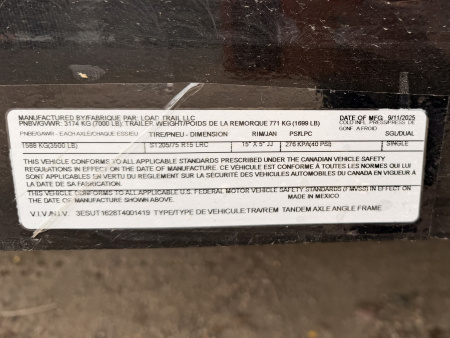 MANUFACTURED BY/FABRIQUE PAR: LOAD TRAIL LLC DATE OF MFG. 9/11/2025
PNBV/GVWR: 3174 KG (7000 LB): TRAILER WEIGHT/POIDS DE LA REMORQUE 771 KG (1699 LB) COLD INFL. PRESSURE DE GONF. A FROID
PNBE/GAWR - EACH AXLE/CHAQUE ESSIEU TIRE/PNEU - DIMENSION RIM/JAN PSI/LPC SGL/DUAL
1588 KG(3500 LB) ST205/75 R15 LRC 15" X 5" JJ 276 KPA(40 PSI) SINGLE
THIS VEHICLE CONFORMS TO ALL APPLICABLE STANDARDS PRESCRIBED UNDER THE CANADIAN VEHICLE SAFETY
REGULATIONS IN EFFECT ON THE DATE OF MANUFACTURE. / CE VEHICULE EST CONFORME A TOUTES LES NORMES QUI
LUI SONT APPLICABLES EN VERTU DU REGLEMENT SUR LA SECURITE DES VEHICULES AUTOMOBILES DU CANADA EN VIGUEUR A
LA DATE DE SA FABRICATION.
THIS VEHICLE CONFORMS TO ALL APPLICABLE U.S. FEDERAL MOTOR VEHICLE SAFETY STANDARDS (FMVSS) IN EFFECT ON
THE DATE OF MANUFACTURE SHOWN ABOVE. MADE IN MEXICO
V.I.N./N.I.V. 3ESUT1628T4001419 TYPE/TYPE DE VEHICULE:TRA/REM TANDEM AXLE ANGLE FRAME